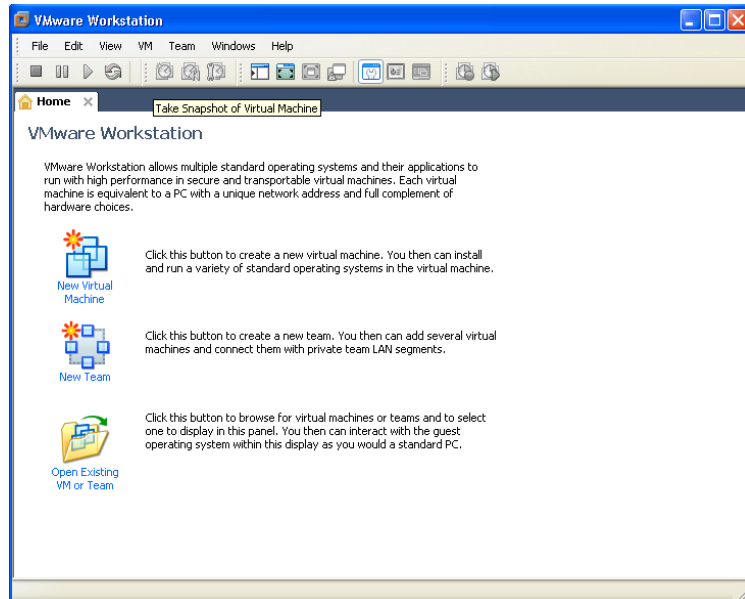 VMware Workstation
File Edit View VM Team Windows Help
Home
Take Snapshot of Virtual Machine
VMware Workstation
VMware Workstation allows multiple standard operating systems and their applications to
run with high performance in secure and transportable virtual machines. Each virtual
machine is equivalent to a PC with a unique network address and full complement of
hardware choices.
New Virtual
Machine
Click this button to create a new virtual machine. You then can install
and run a variety of standard operating systems in the virtual machine.
New Team
Click this button to create a new team. You then can add several virtual
machines and connect them with private team LAN segments.
Open Existing
VM or Team
Click this button to browse for virtual machines or teams and to select
one to display in this panel. You then can interact with the guest
operating system within this display as you would a standard PC.